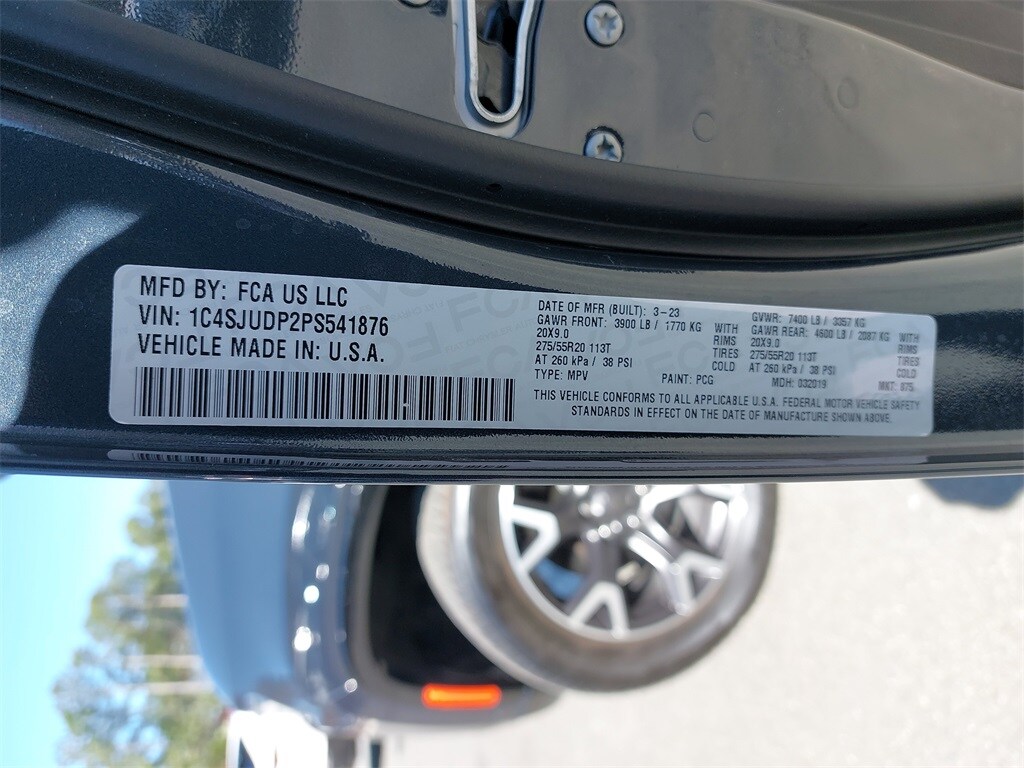 MFD BY: FCA US LLC
VIN: 1C4SJUDP2PS541876
VEHICLE MADE IN: U.S.A.
DATE OF MFR (BUILT): 3-23 GVWR: 7400 LB / 3357 KG
GAWR FRONT: 3900 LB / 1770 KG WITH GAWR REAR: 4600 LB / 2087 KG WITH
20X9.0 RIMS 20X9.0 RIMS
275/55R20 113T TIRES 275/55R20 113T TIRES
AT 260 kPa / 38 PSI COLD AT 260 kPa / 38 PSI COLD
TYPE: MPV PAINT: PCG MDH: 032019 MKT: 875
THIS VEHICLE CONFORMS TO ALL APPLICABLE U.S.A. FEDERAL MOTOR VEHICLE SAFETY
STANDARDS IN EFFECT ON THE DATE OF MANUFACTURE SHOWN ABOVE.